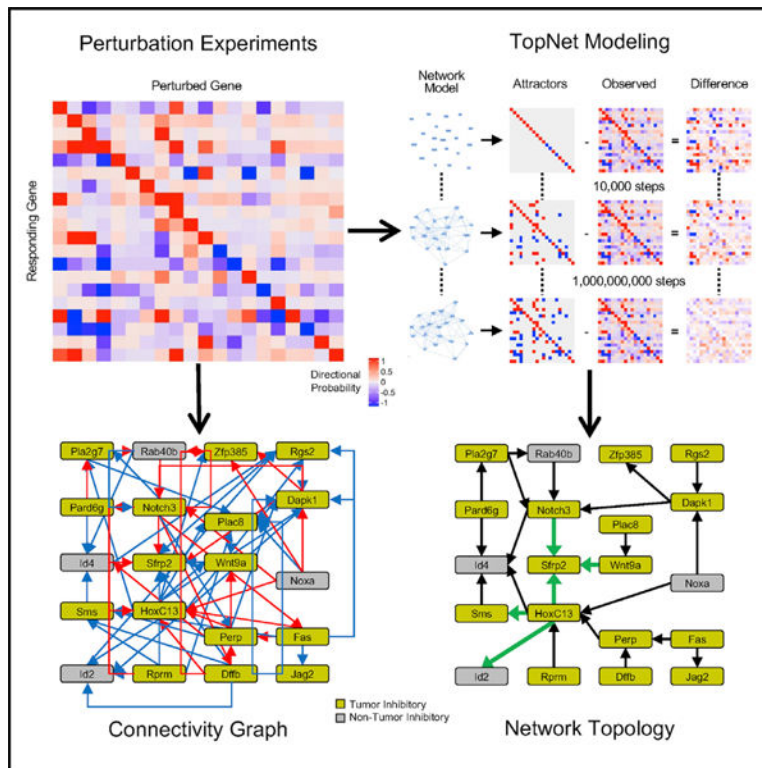 Perturbation Experiments
TopNet Modeling
Perturbed Gene
Responding Gene
Network
Model
Attractors
Observed
Difference
-
=
10,000 steps
-
=
1,000,000,000 steps
-
=
Directional
Probability
1
0.5
0
-0.5
-1
Pla2g7
Rab40b
Zfp385
Rgs2
Pard6g
Notch3
Dapk1
Plac8
Id4
Sfrp2
Wnt9a
Noxa
Sms
HoxC13
Perp
Fas
Id2
Rprm
Dffb
Jag2
Connectivity Graph
Tumor Inhibitory
Non-Tumor Inhibitory
Pla2g7
Rab40b
Zfp385
Rgs2
Pard6g
Notch3
Dapk1
Plac8
Id4
Sfrp2
Wnt9a
Noxa
Sms
HoxC13
Perp
Fas
Id2
Rprm
Dffb
Jag2
Network Topology